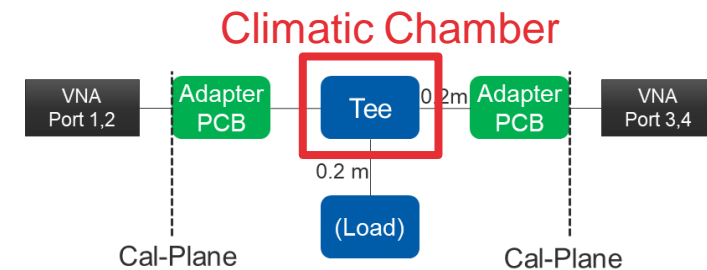 Climatic Chamber
VNA
Port 1,2
Adapter
PCB
Tee
0.2m
Adapter
PCB
VNA
Port 3,4
0.2 m
(Load)
Cal-Plane
Cal-Plane